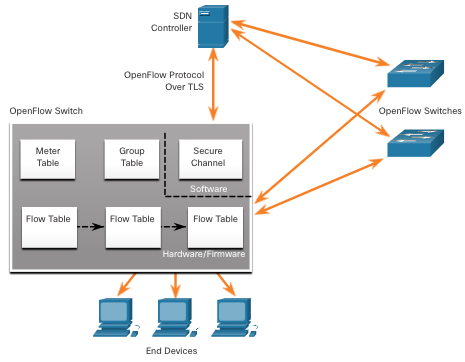 SDN
Controller
OpenFlow Protocol
Over TLS
OpenFlow Switch
OpenFlow Switches
Meter
Table
Group
Table
Secure
Channel
Software
Flow Table
Flow Table
Flow Table
Hardware/Firmware
End Devices